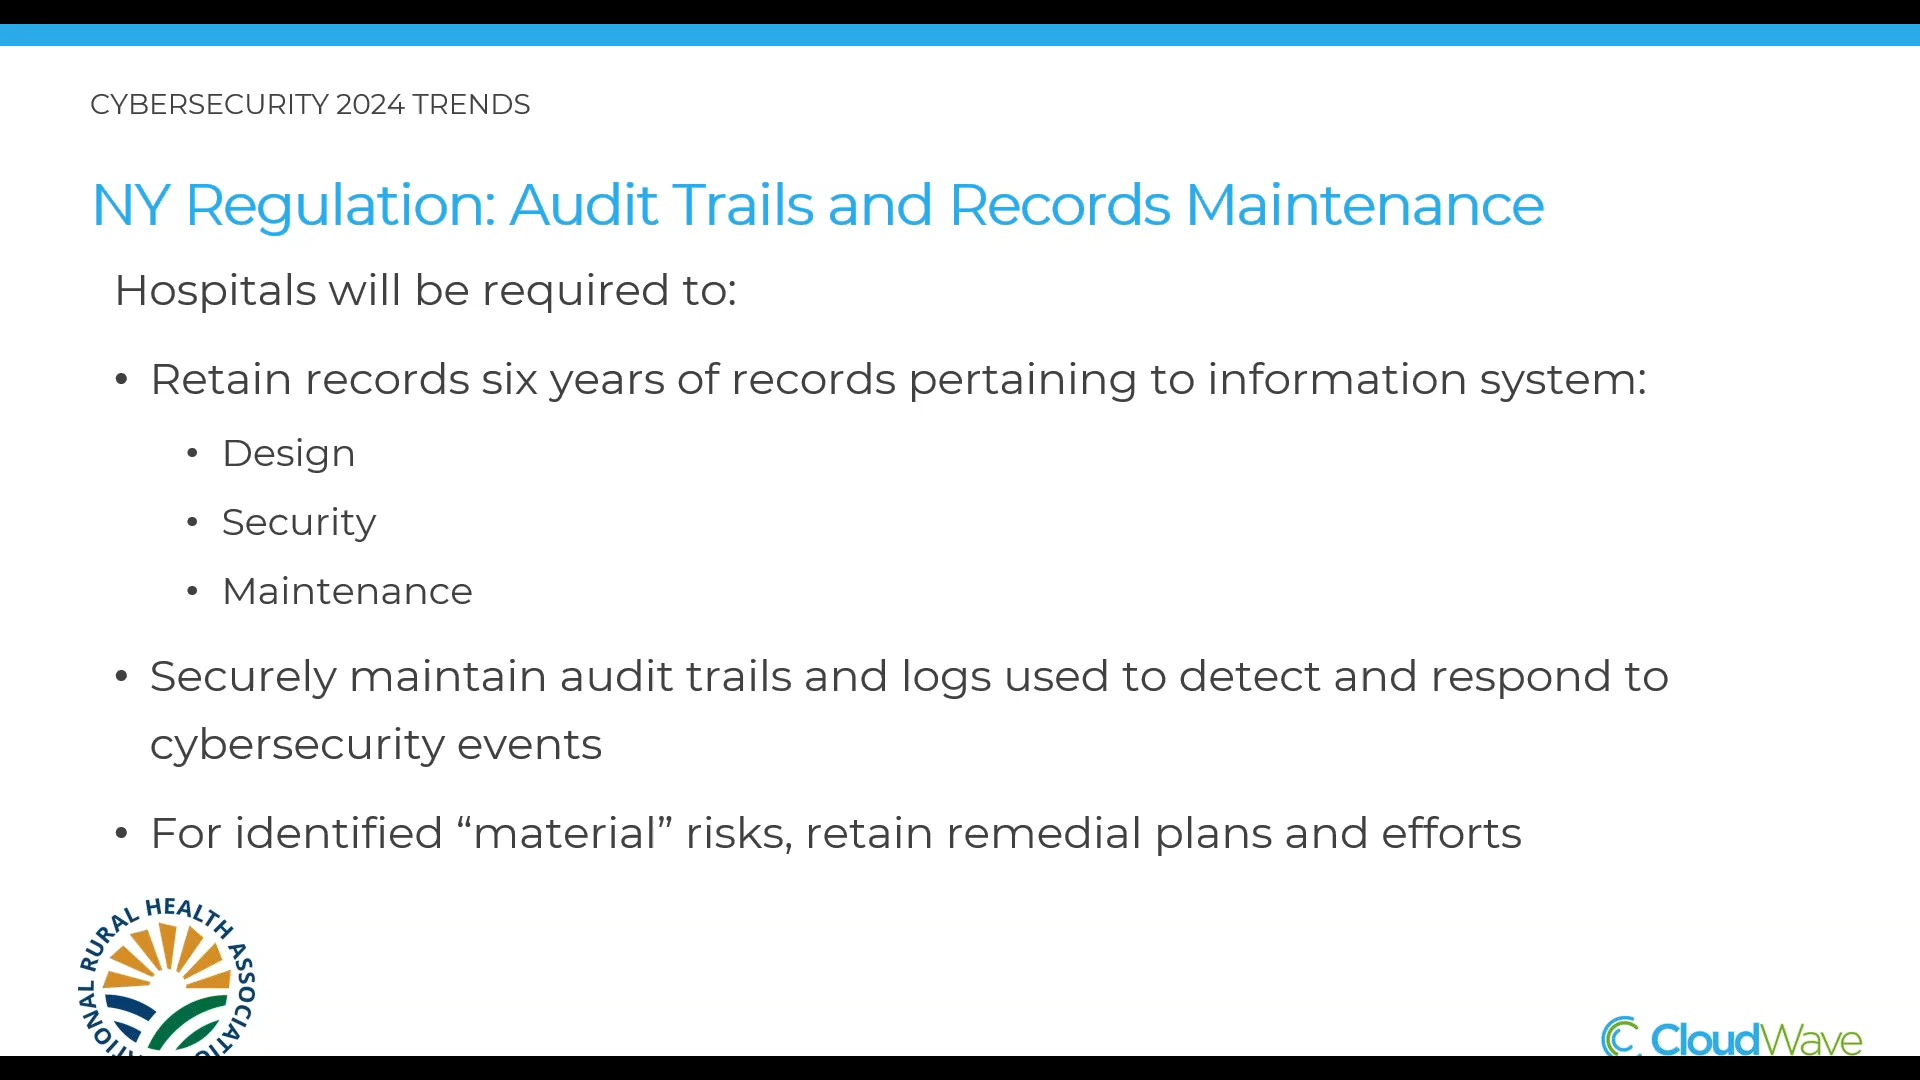 CYBERSECURITY 2024 TRENDS
NY Regulation: Audit Trails and Records Maintenance
Hospitals will be required to:
• Retain records six years of records pertaining to information system:
• Design
• Security
• Maintenance
• Securely maintain audit trails and logs used to detect and respond to
cybersecurity events
• For identified “material” risks, retain remedial plans and efforts
RURAL HEALTH
CloudWave